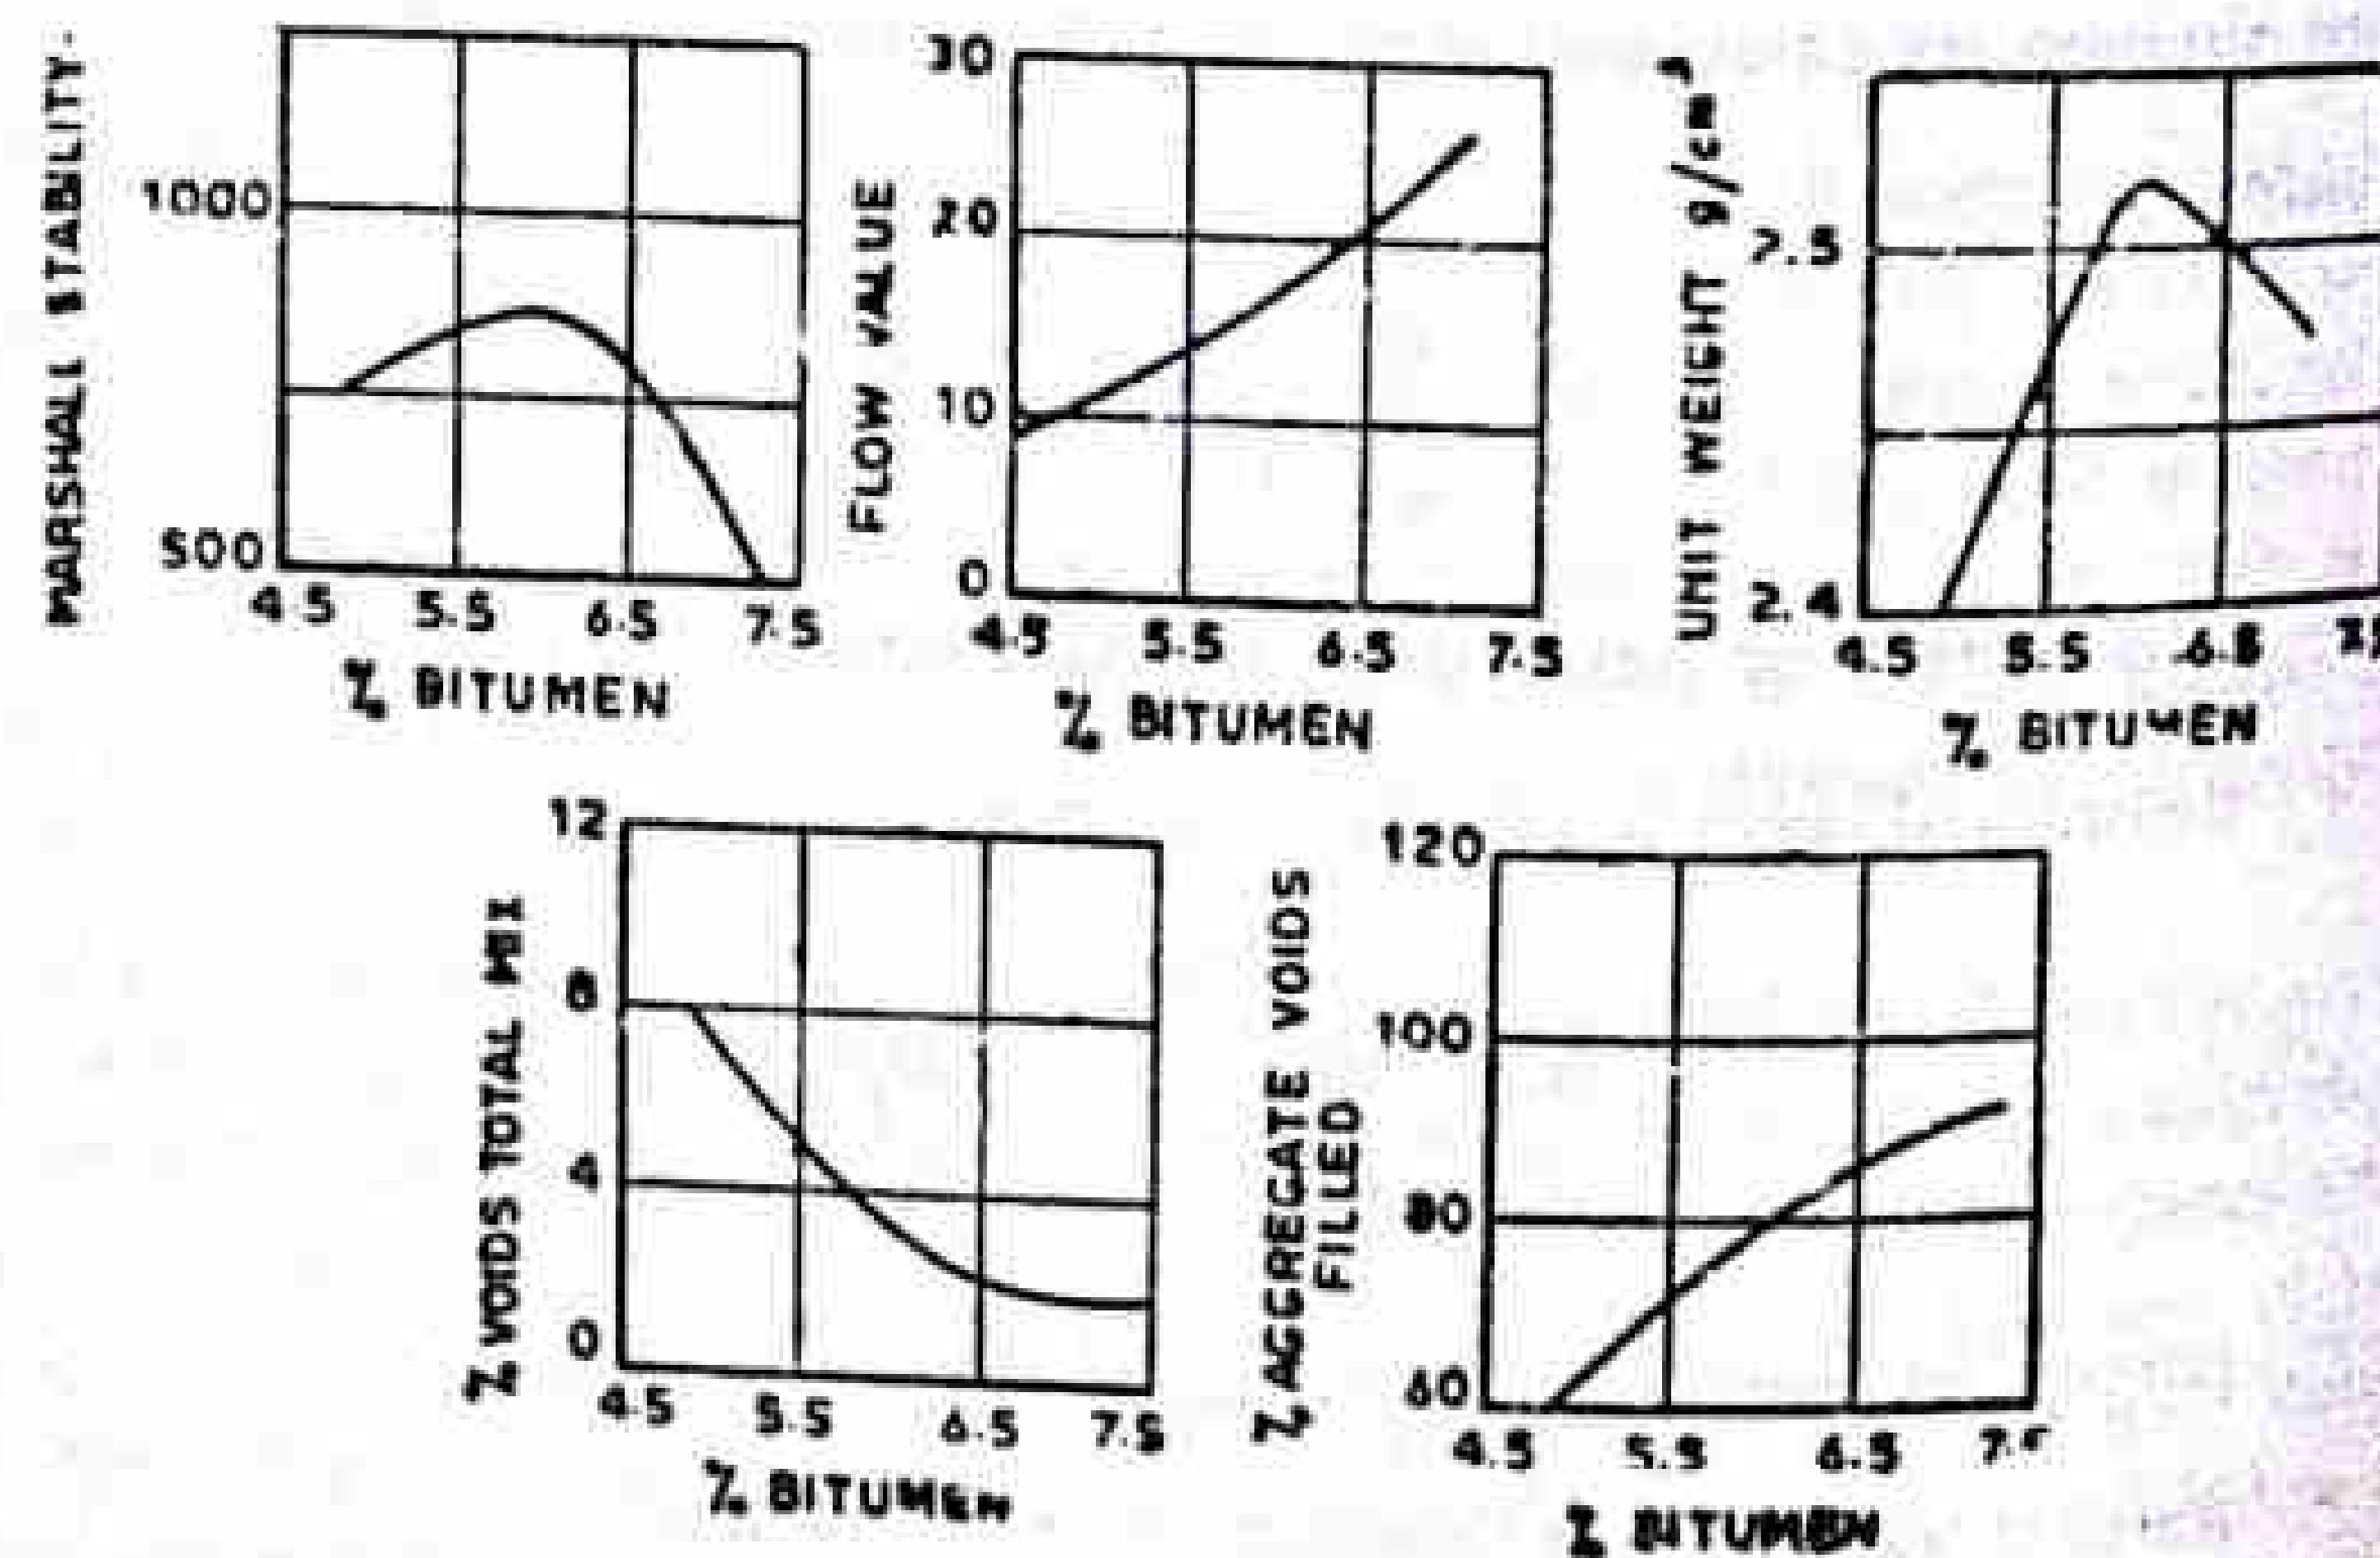 MARSHALL STABILITY.
1000
500
4.5 5.5 6.5 7.5
% BITUMEN
FLOW VALUE
30
20
10
0
4.5 5.5 6.5 7.5
% BITUMEN
UNIT WEIGHT g/cm³
2.5
2.4
4.5 5.5 6.5
% BITUMEN
% VOIDS TOTAL MIX
12
8
4
0
4.5 5.5 6.5 7.5
% BITUMEN
% AGGREGATE VOIDS
FILLED
120
100
80
60
4.5 5.5 6.5
% BITUMEN